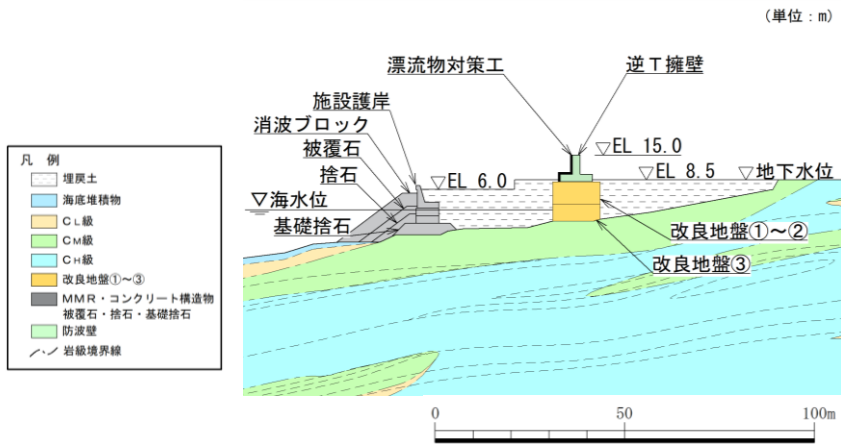 (単位：m)
漂流物対策工
逆T擁壁
施設護岸
消波ブロック
被覆石
捨石
基礎捨石
▽EL 15.0
▽EL 6.0
▽EL 8.5
▽地下水位
▽海水位
改良地盤①～②
改良地盤③
凡 例
埋戻土
海底堆積物
CL級
CM級
CH級
改良地盤①～③
MMR・コンクリート構造物
被覆石・捨石・基礎捨石
防波壁
岩級境界線
0 50 100m